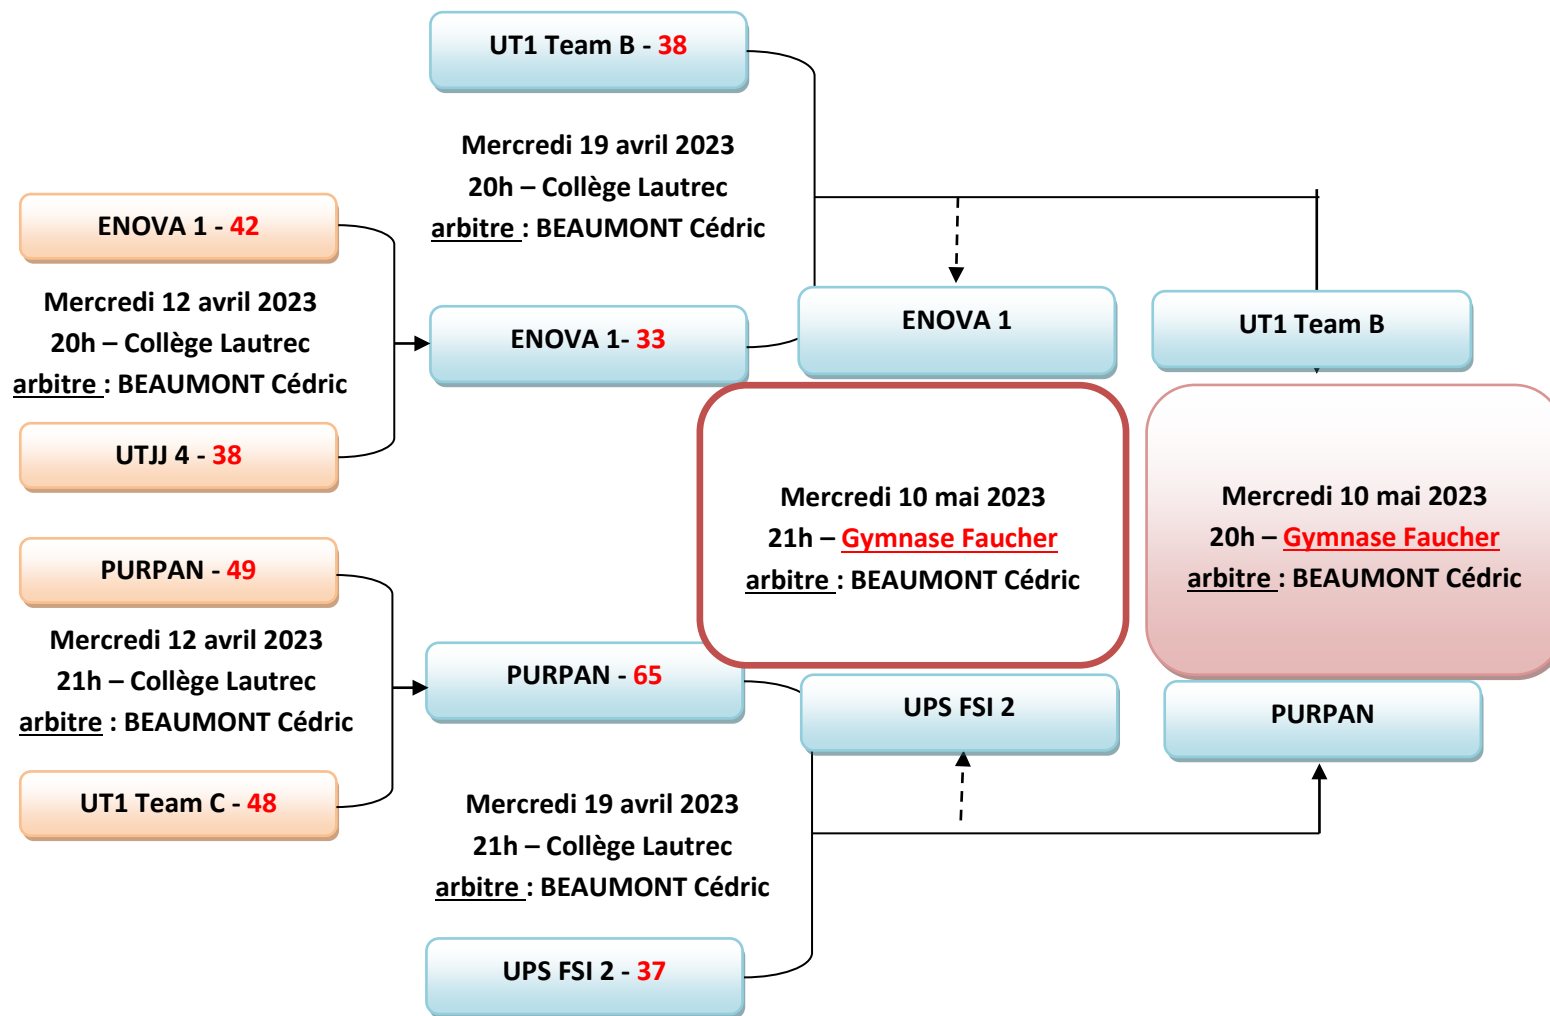 UT1 Team B - 38
Mercredi 19 avril 2023
20h – Collège Lautrec
arbitre : BEAUMONT Cédric
ENOVA 1 - 42
Mercredi 12 avril 2023
20h – Collège Lautrec
arbitre : BEAUMONT Cédric
UTJJ 4 - 38
ENOVA 1- 33
ENOVA 1
UT1 Team B
Mercredi 10 mai 2023
21h – Gymnase Faucher
arbitre : BEAUMONT Cédric
Mercredi 10 mai 2023
20h – Gymnase Faucher
arbitre : BEAUMONT Cédric
PURPAN - 49
Mercredi 12 avril 2023
21h – Collège Lautrec
arbitre : BEAUMONT Cédric
UT1 Team C - 48
PURPAN - 65
UPS FSI 2
PURPAN
Mercredi 19 avril 2023
21h – Collège Lautrec
arbitre : BEAUMONT Cédric
UPS FSI 2 - 37